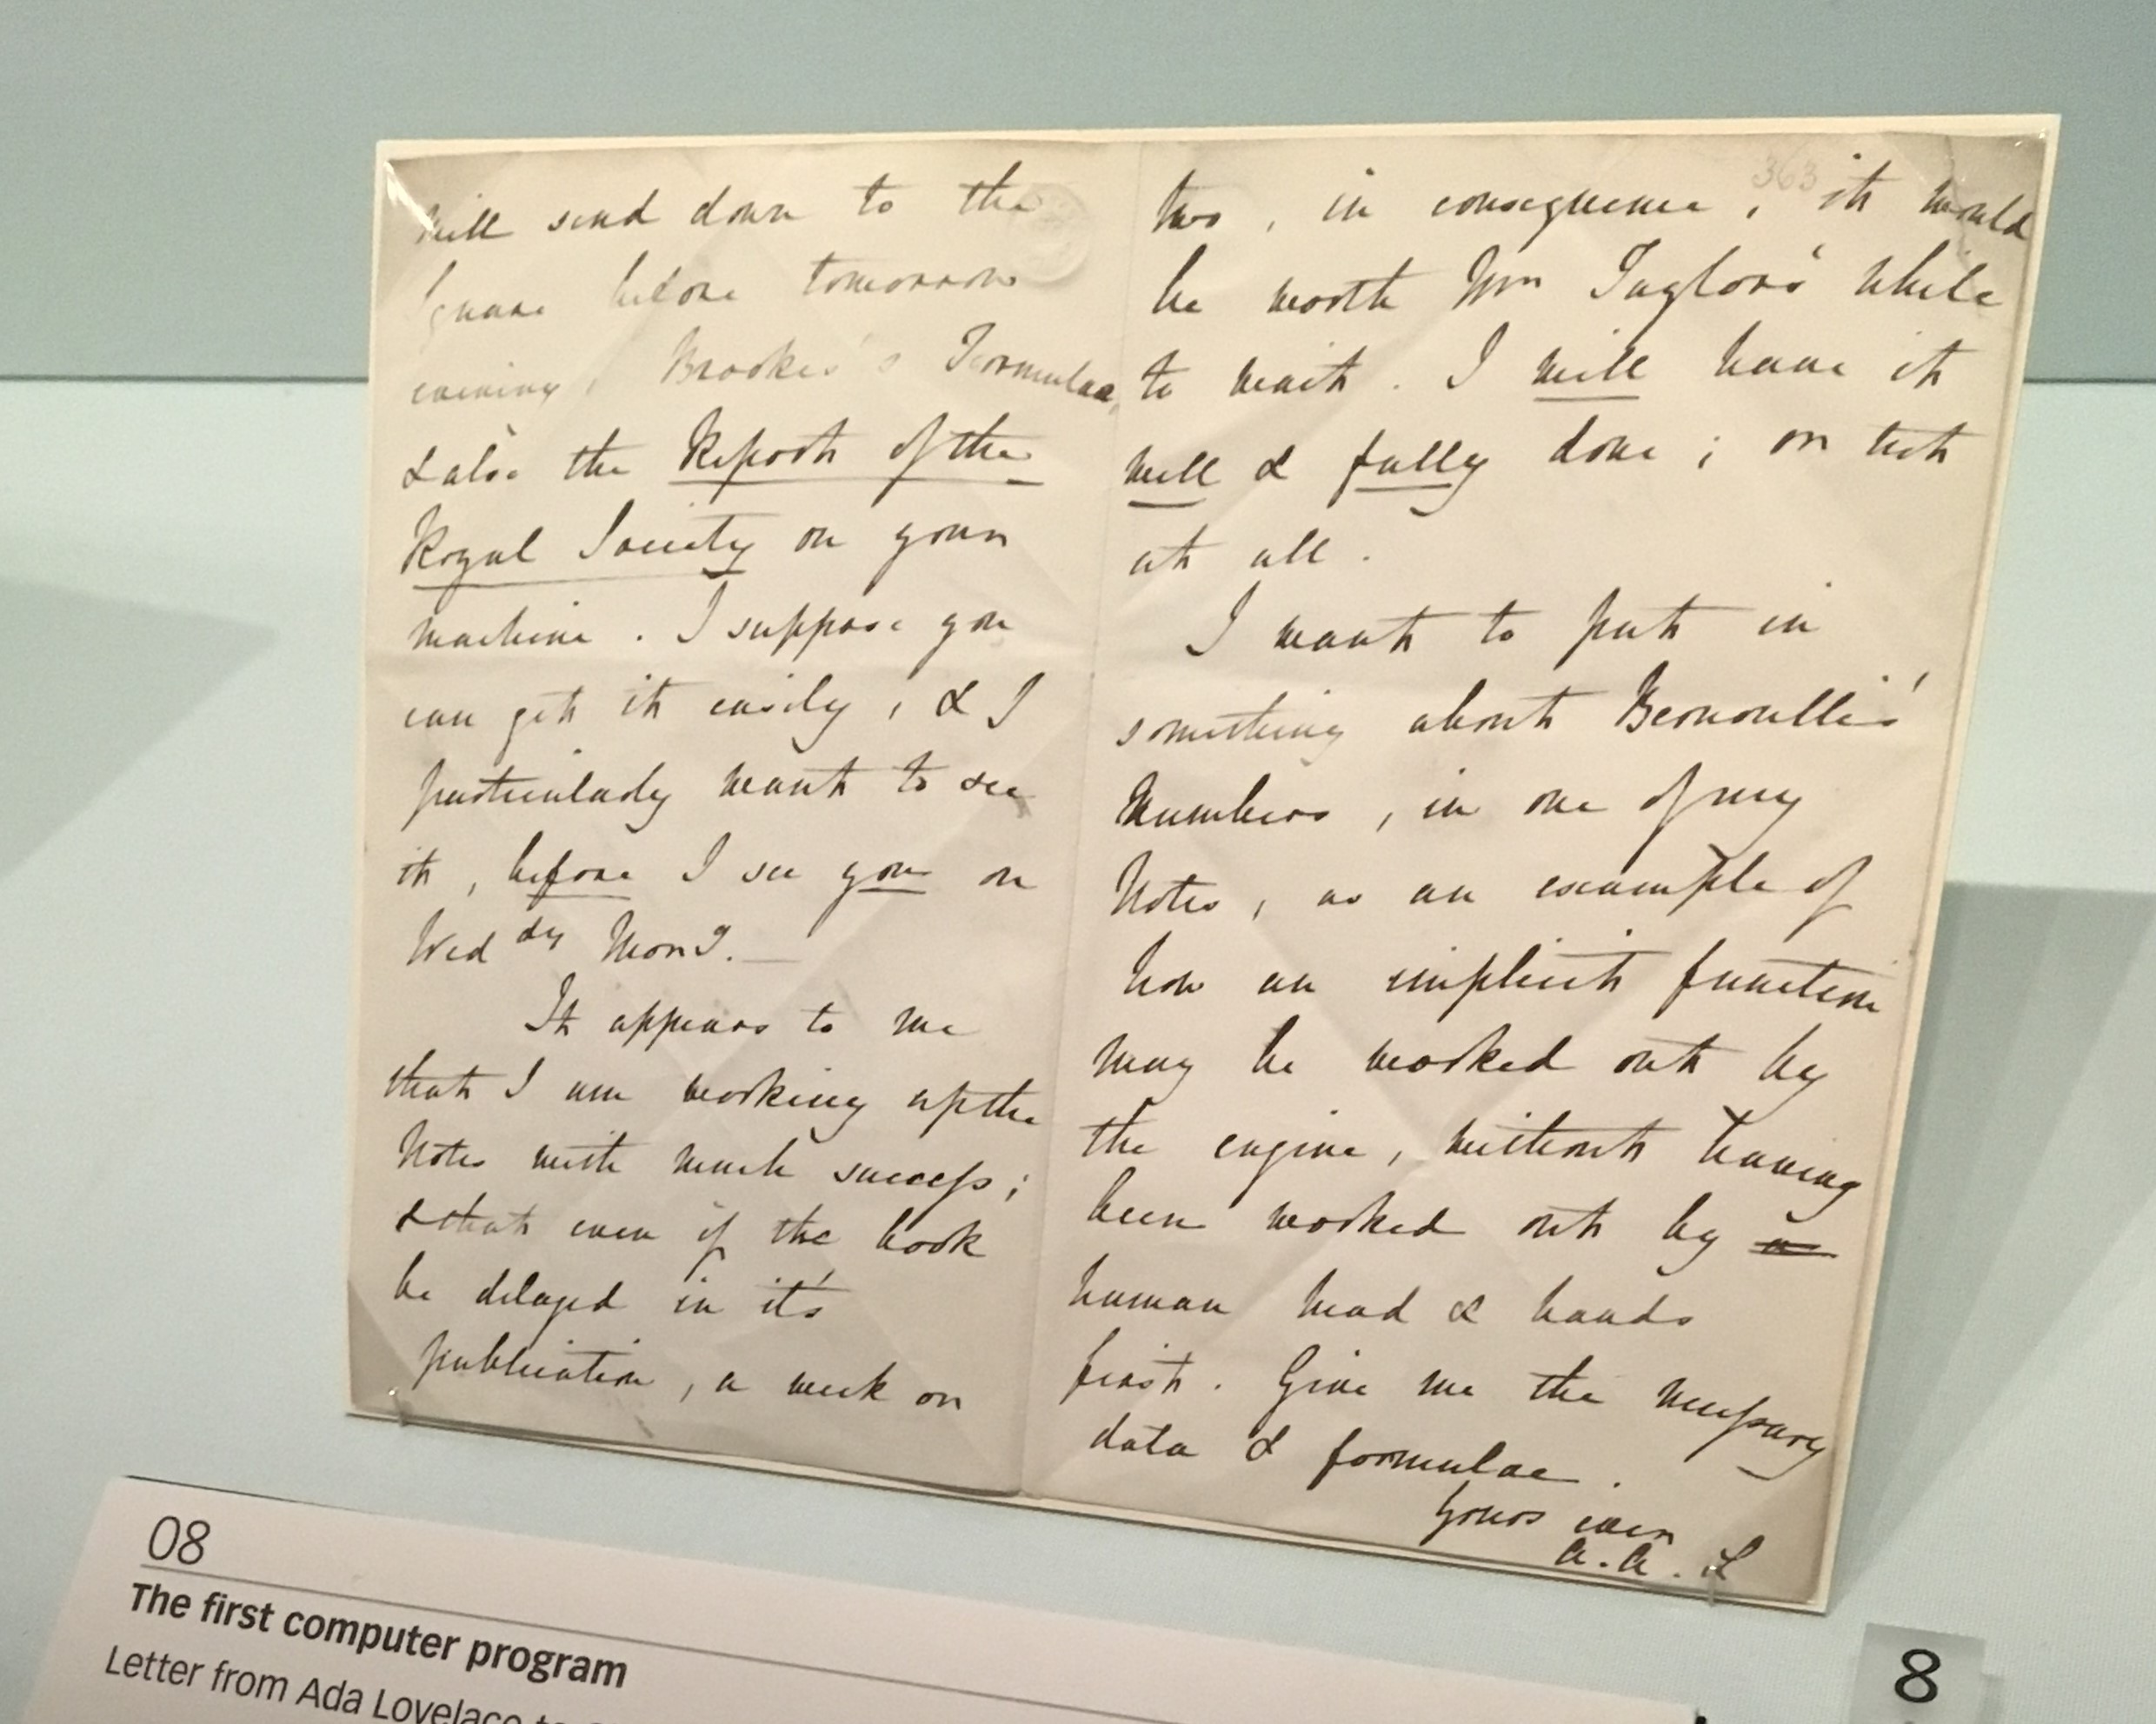 will send down to the
Square before tomorrow
evening, Brooke's Formulae,
& also the Report of the
Royal Society on your
machine. I suppose you
can get it easily, & I
particularly want to see
it, before I see you on
Wed dy Mor g. —
It appears to me
that I am working up the
Notes with much success;
& that even if the book
be delayed in it's
publication, a week or
363
two, in consequence, it would
be worth Mr Taylor's while
to wait. I will have it
well & fully done; or not
at all.
I want to put in
something about Bernoulli's
Numbers, in one of my
Notes, as an example of
how an implicit function
may be worked out by
the engine, without having
been worked out by a
human head & hands
first. Give me the necessary
data & formulae.
Yours ever
A. A. L
08
The first computer program
Letter from Ada Lovelace to
8